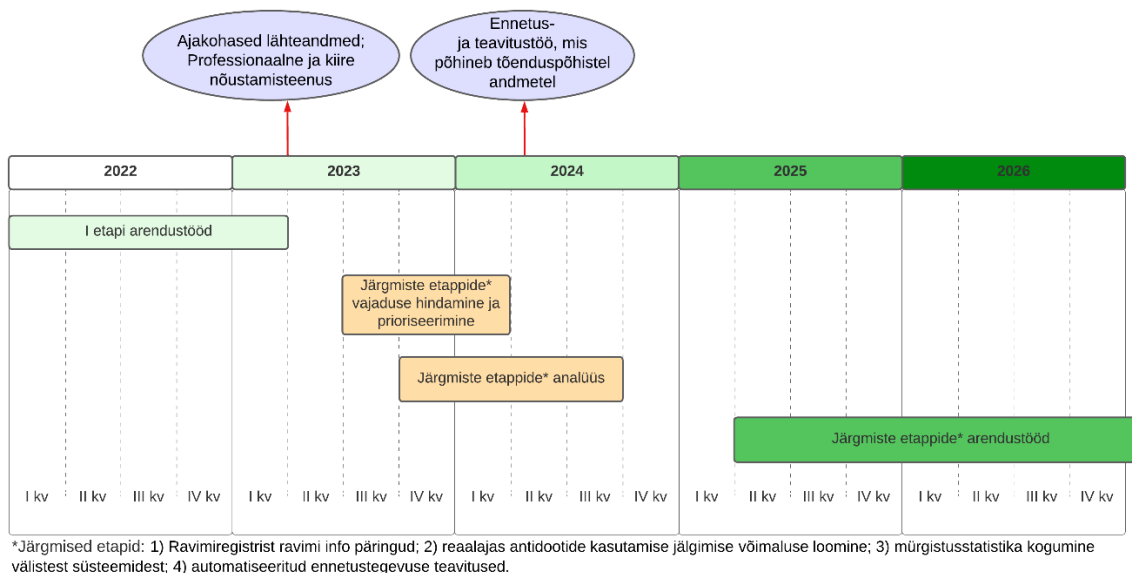 Ajakohased lähteandmed;
Professionaalne ja kiire
nõustamisteenus
Ennetus-
ja teavitustöö, mis
põhineb tõenduspõhistel
andmetel
2022
2023
2024
2025
2026
I etapi arendustööd
Järgmiste etappide*
vajaduse hindamine ja
prioriseerimine
Järgmiste etappide* analüüs
Järgmiste etappide* arendustööd
I kv II kv III kv IV kv I kv II kv III kv IV kv I kv II kv III kv IV kv I kv II kv III kv IV kv I kv II kv III kv IV kv
*Järgmised etapid: 1) Ravimiregistrist ravimi info päringud; 2) reaalajas antidootide kasutamise jälgimise võimaluse loomine; 3) mürgistusstatistika kogumine
välistest süsteemidest; 4) automatiseeritud ennetustegevuse teavitused.